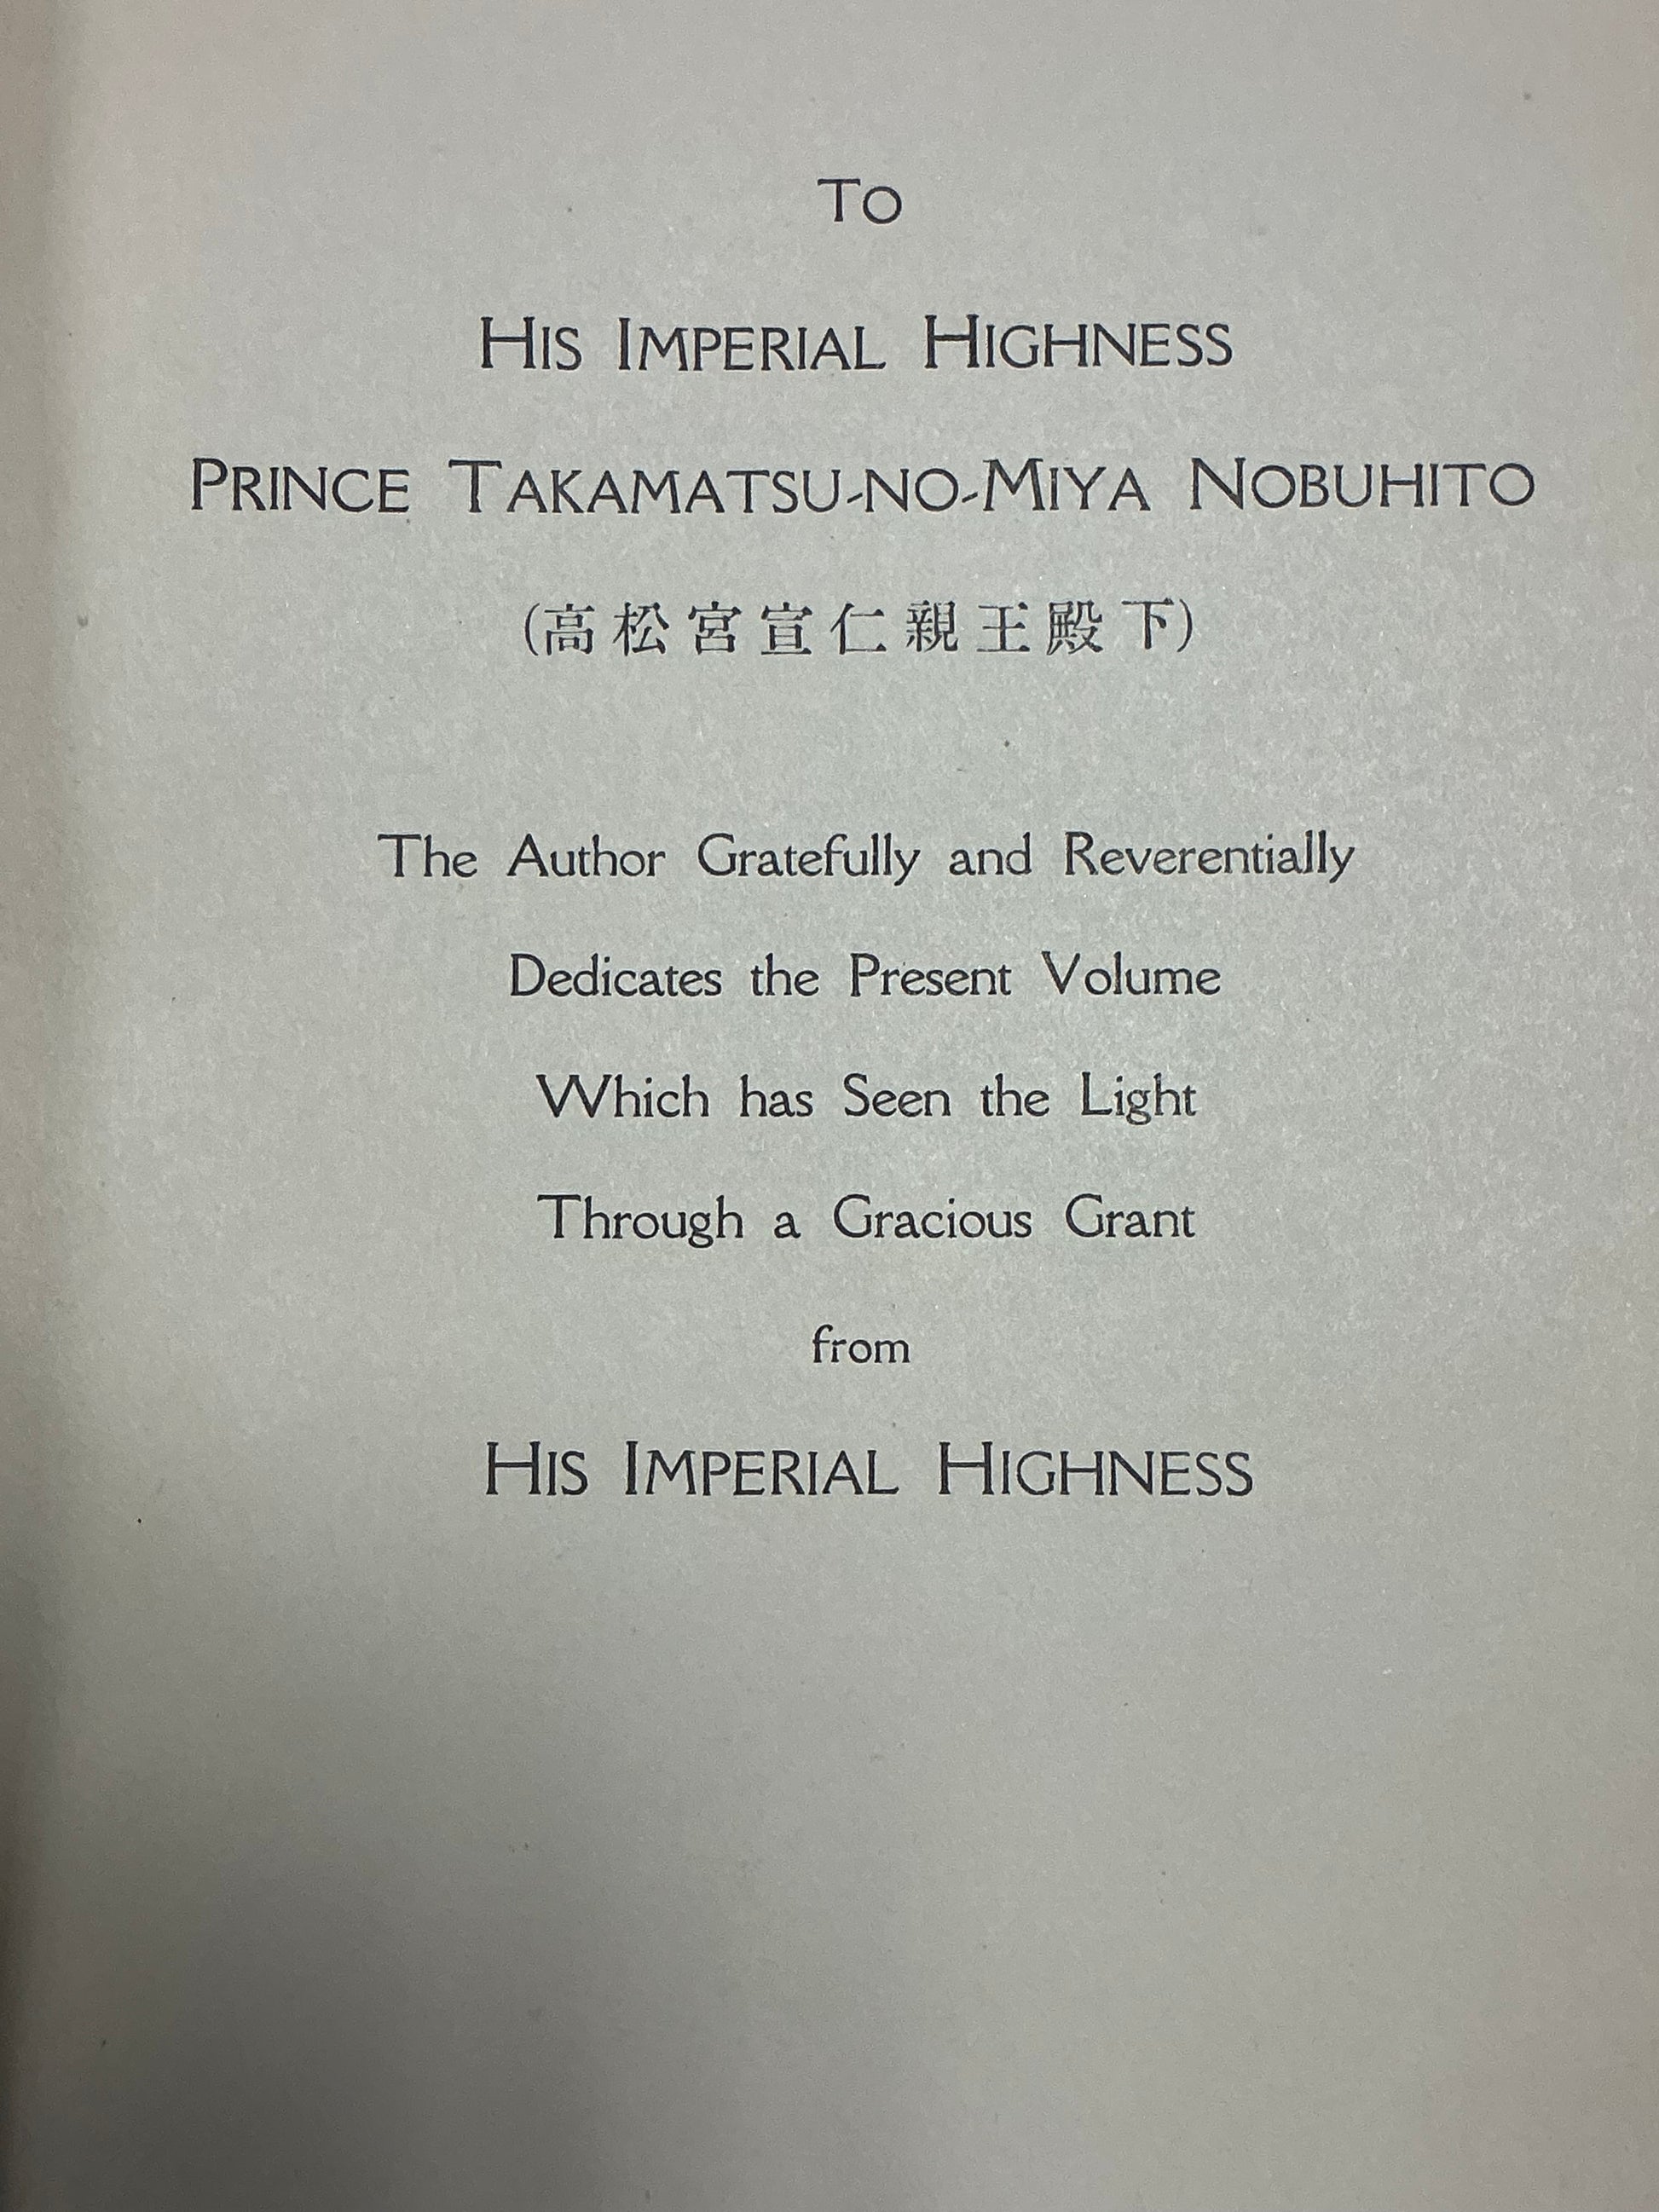 TO
HIS IMPERIAL HIGHNESS
PRINCE TAKAMATSU-NO-MIYA NOBUHITO
(高松宮宣仁親王殿下)
The Author Gratefully and Reverentially
Dedicates the Present Volume
Which has Seen the Light
Through a Gracious Grant
from
HIS IMPERIAL HIGHNESS